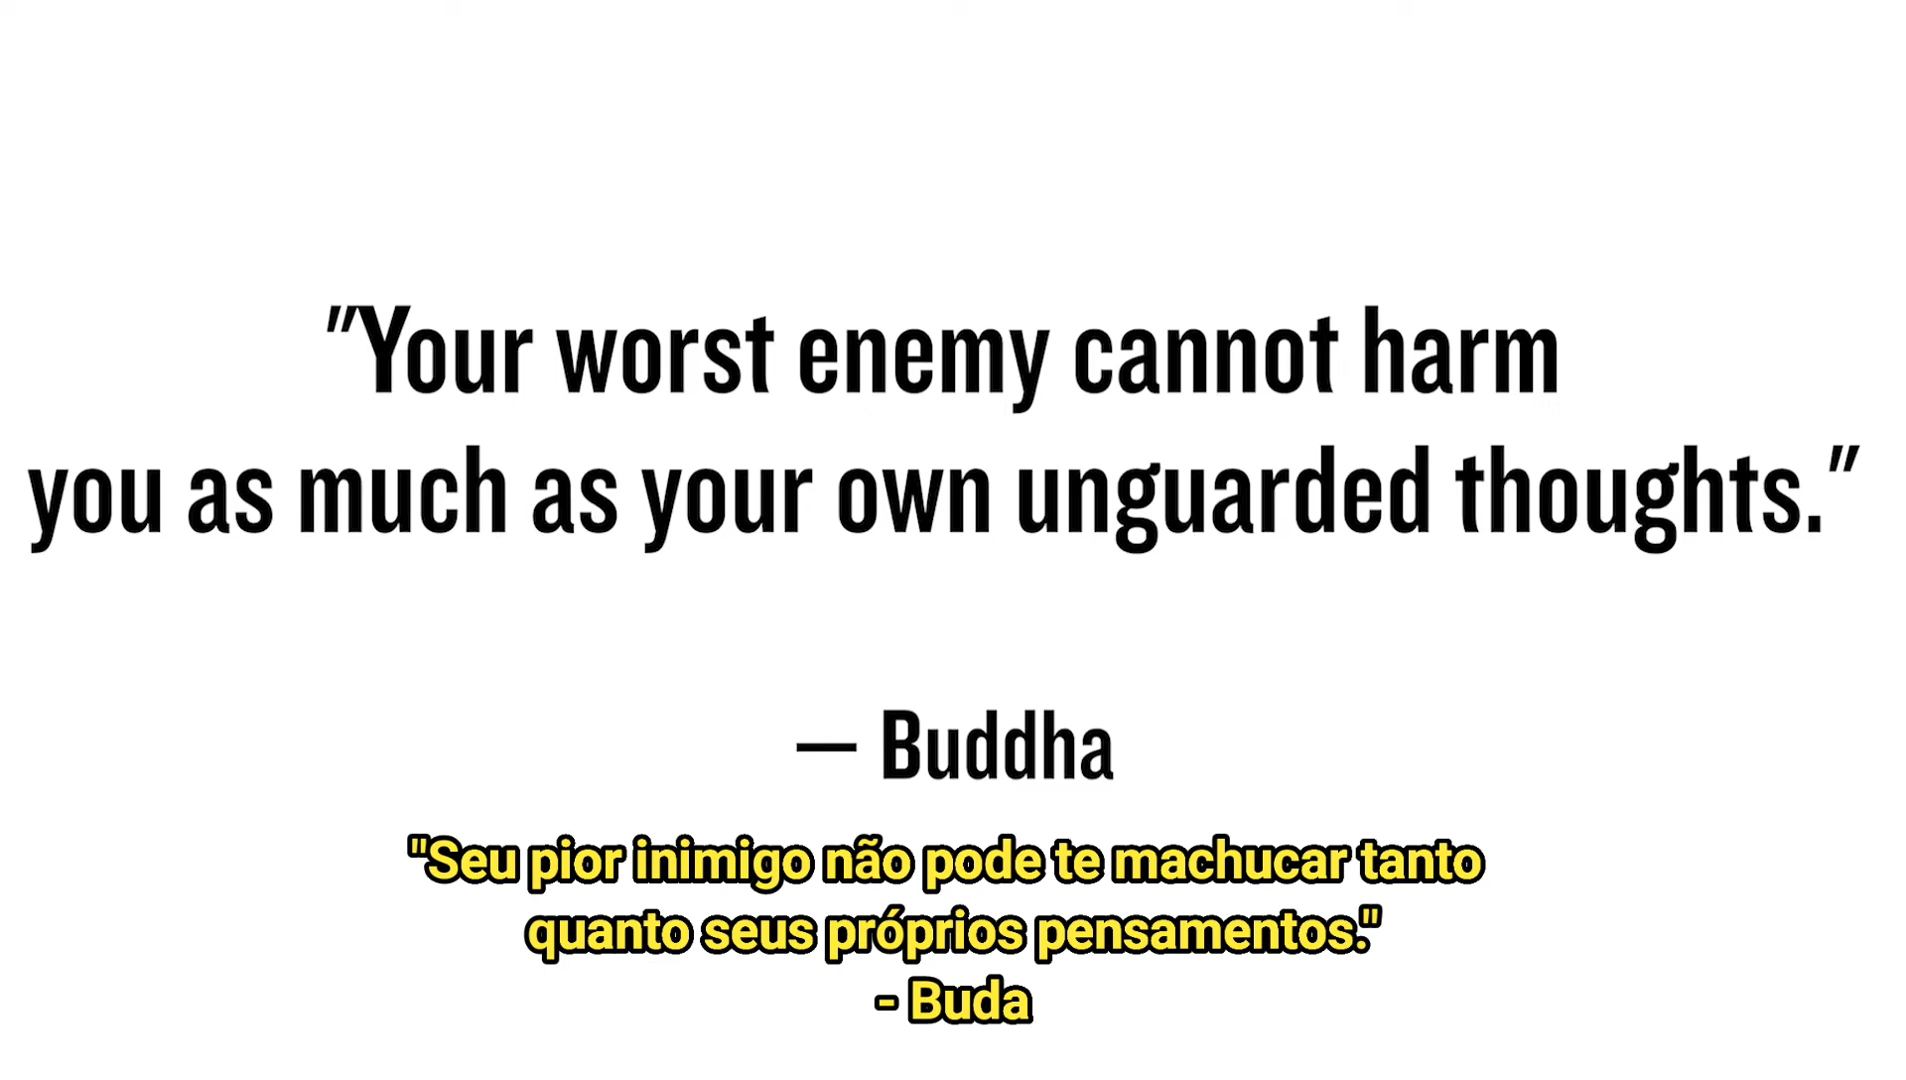 "Your worst enemy cannot harm
you as much as your own unguarded thoughts."
— Buddha
"Seu pior inimigo não pode te machucar tanto
quanto seus próprios pensamentos."
- Buda